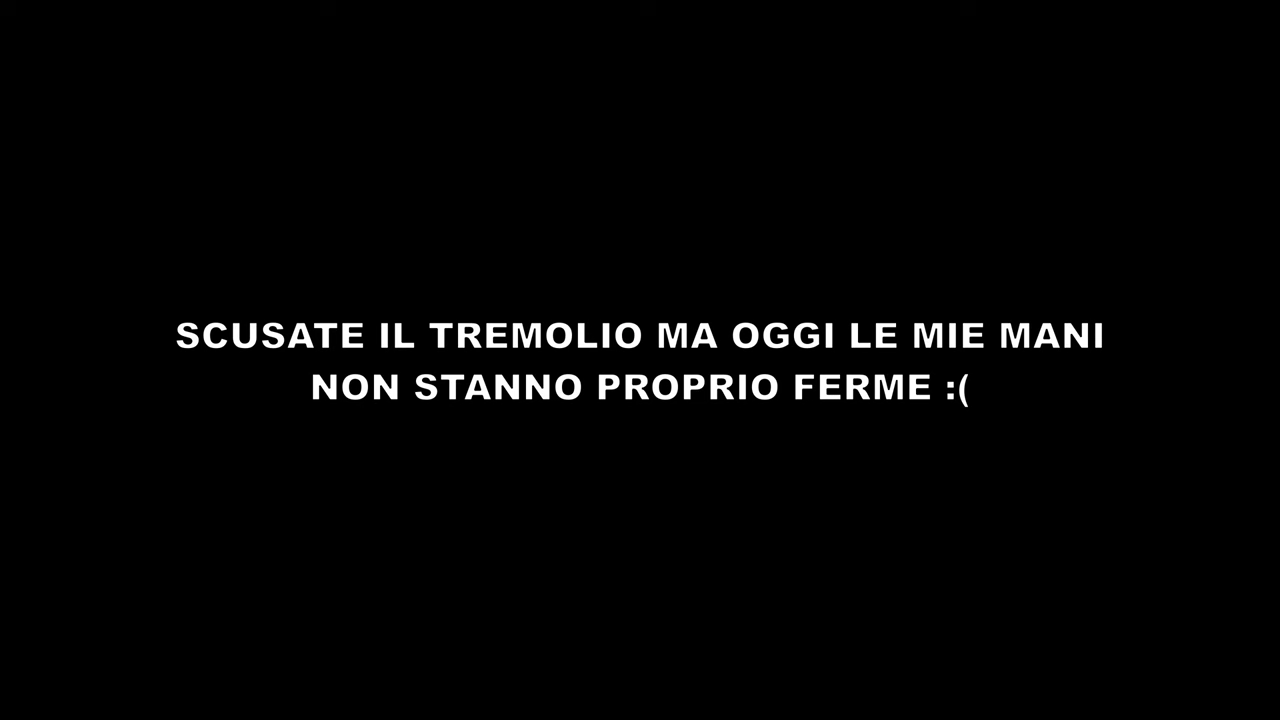 SCUSATE IL TREMOLIO MA OGGI LE MIE MANI
NON STANNO PROPRIO FERME :(